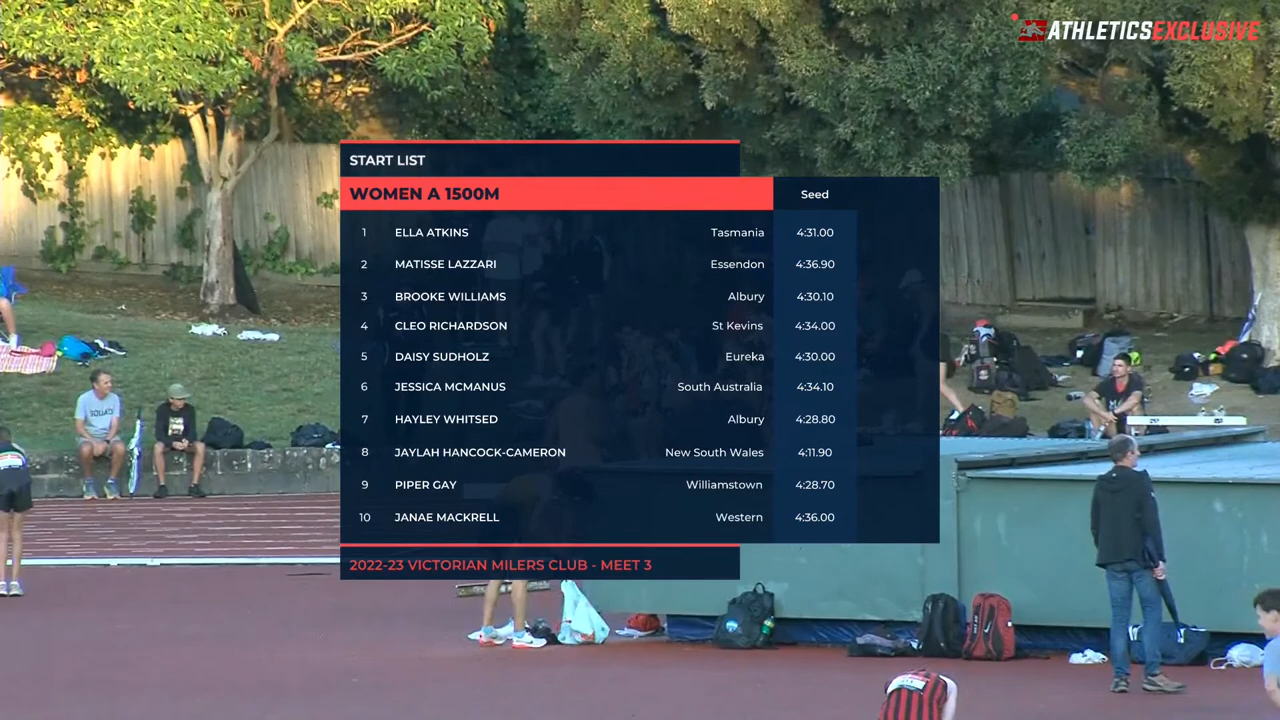 ATHLETICSEXCLUSIVE
START LIST
WOMEN A 1500M Seed
1 ELLA ATKINS Tasmania 4:31.00
2 MATISSE LAZZARI Essendon 4:36.90
3 BROOKE WILLIAMS Albury 4:30.10
4 CLEO RICHARDSON St Kevins 4:34.00
5 DAISY SUDHOLZ Eureka 4:30.00
6 JESSICA MCMANUS South Australia 4:34.10
7 HAYLEY WHITSED Albury 4:28.80
8 JAYLAH HANCOCK-CAMERON New South Wales 4:11.90
9 PIPER GAY Williamstown 4:28.70
10 JANAE MACKRELL Western 4:36.00
2022-23 VICTORIAN MILERS CLUB - MEET 3